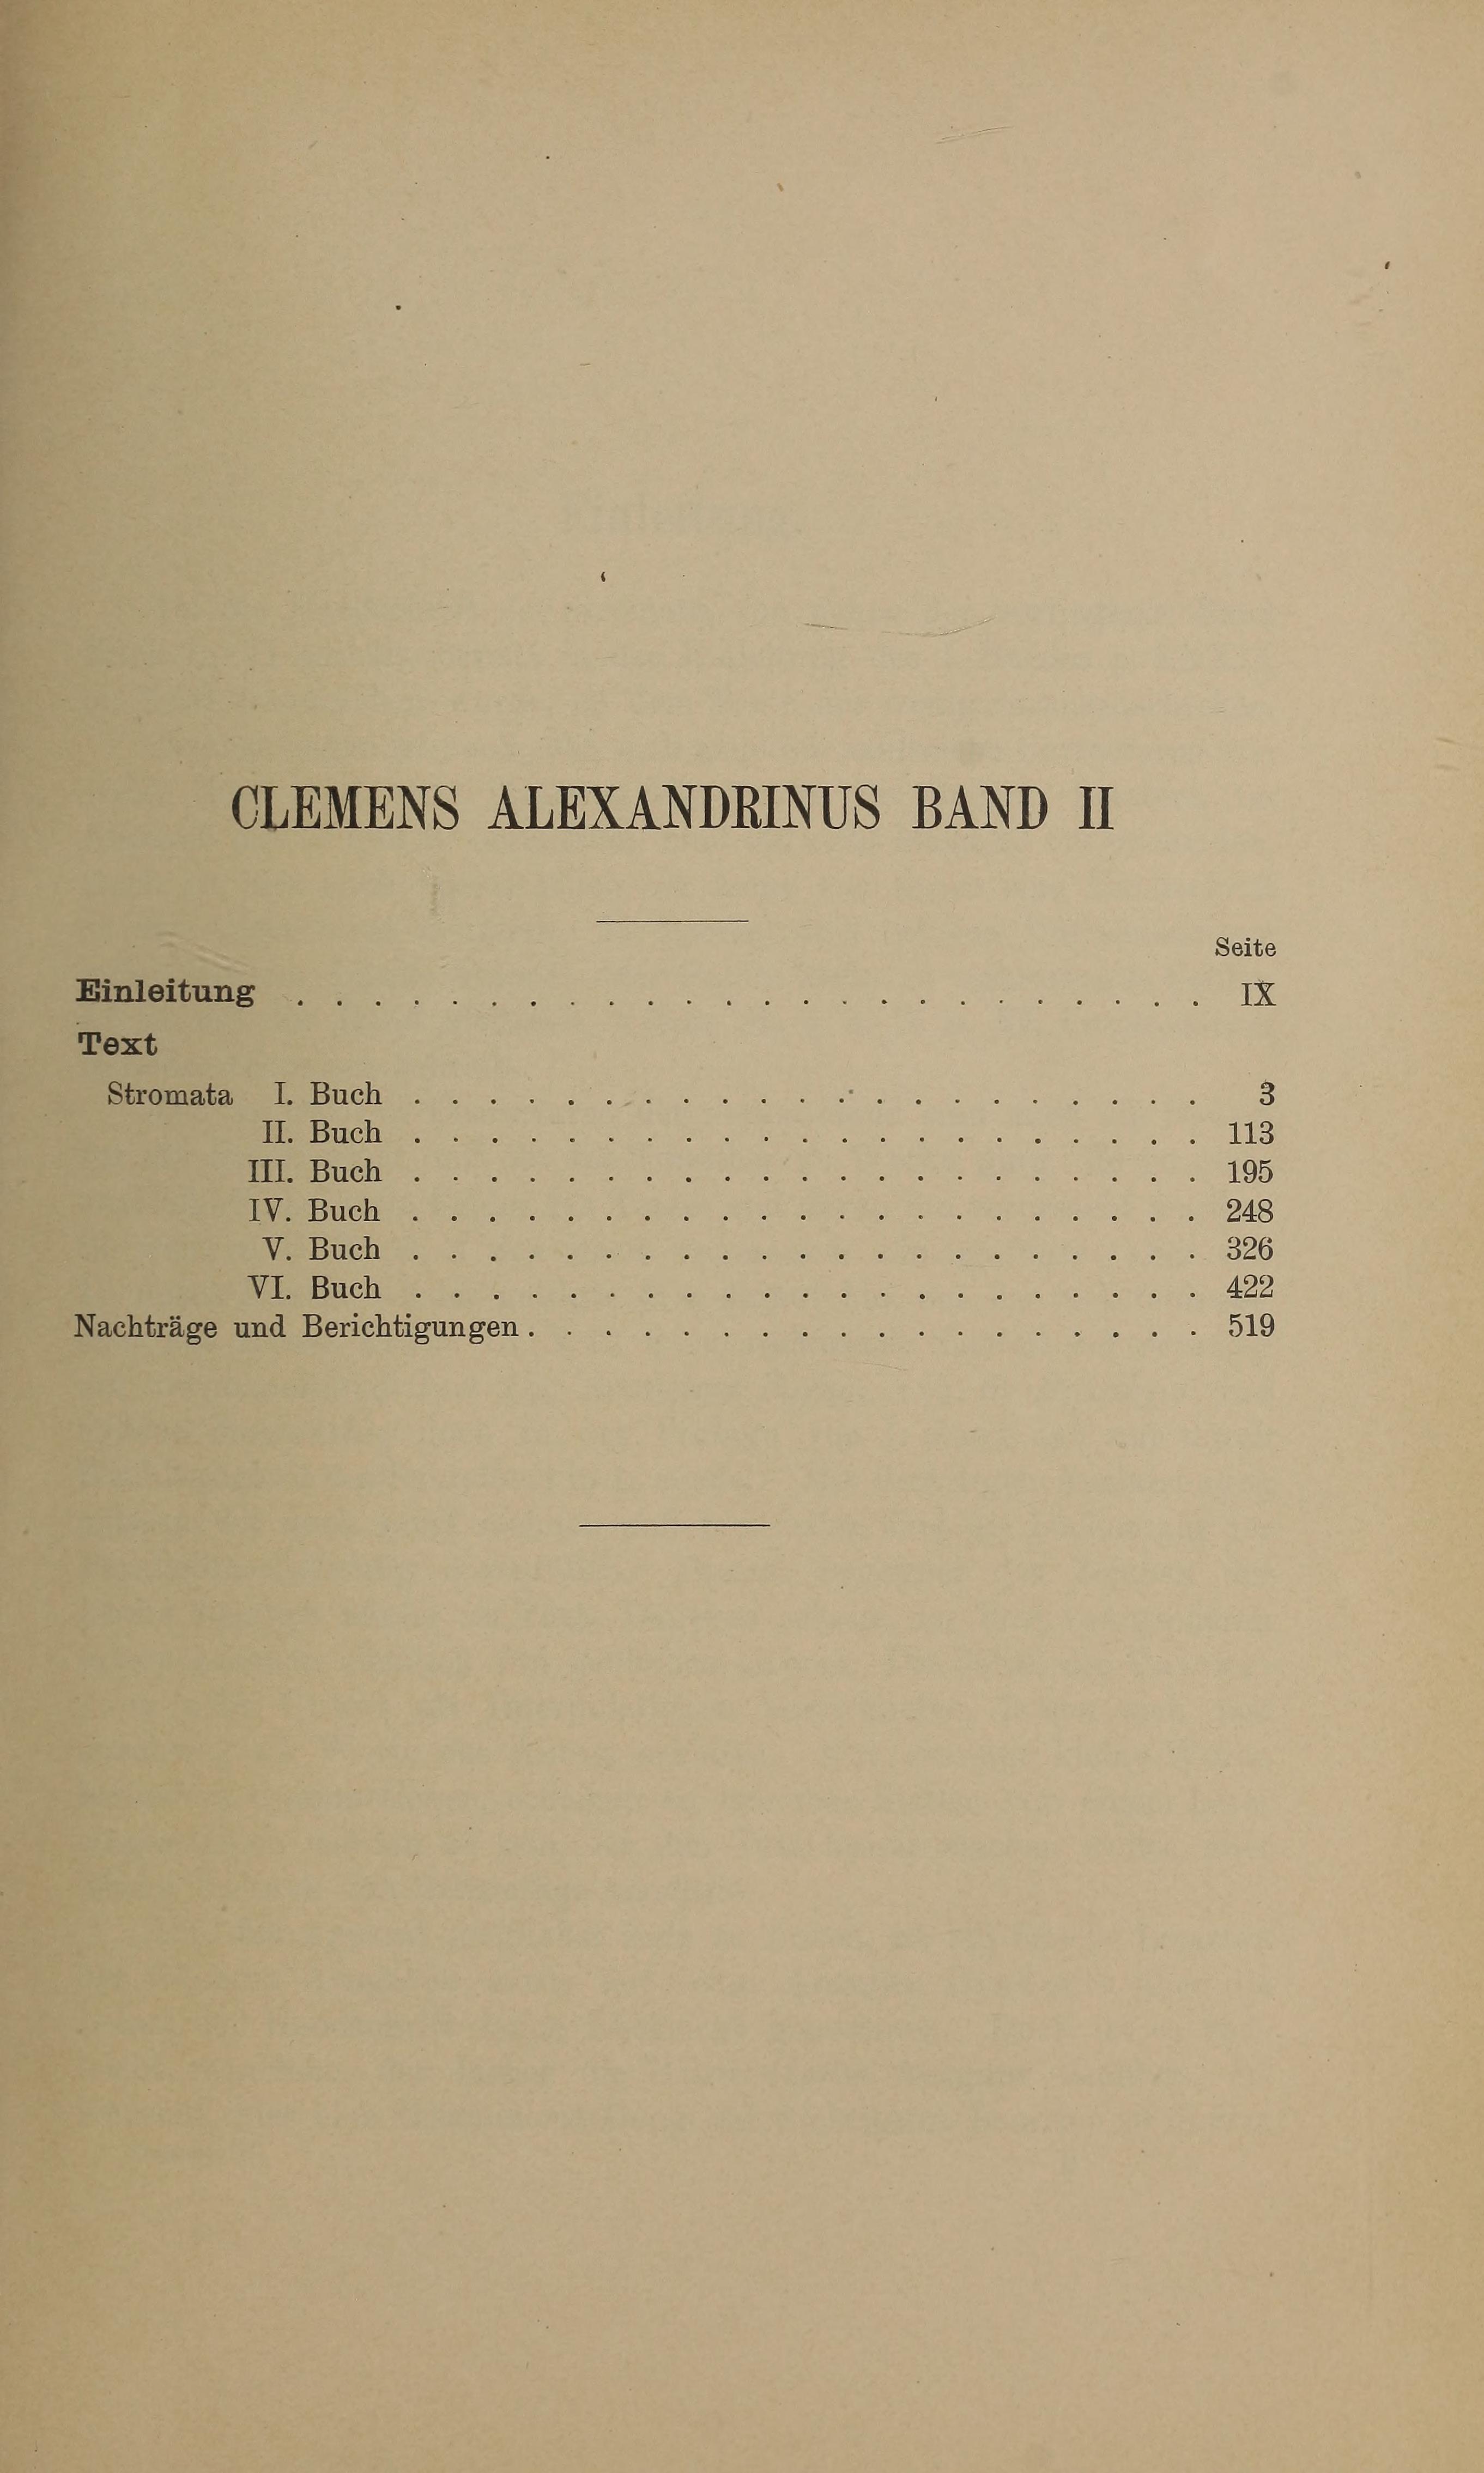 CLEMENS ALEXANDRINUS BAND II
Seite
Einleitung . . . . . . . . . . . . . . . . . . . . . . . . IX
Text
Stromata I. Buch . . . . . . . . . . . . . . . . . . . . . 3
II. Buch . . . . . . . . . . . . . . . . . . . . . 113
III. Buch . . . . . . . . . . . . . . . . . . . . . 195
IV. Buch . . . . . . . . . . . . . . . . . . . . . 248
V. Buch . . . . . . . . . . . . . . . . . . . . . 326
VI. Buch . . . . . . . . . . . . . . . . . . . . . 422
Nachträge und Berichtigungen . . . . . . . . . . . . . . . . . . 519